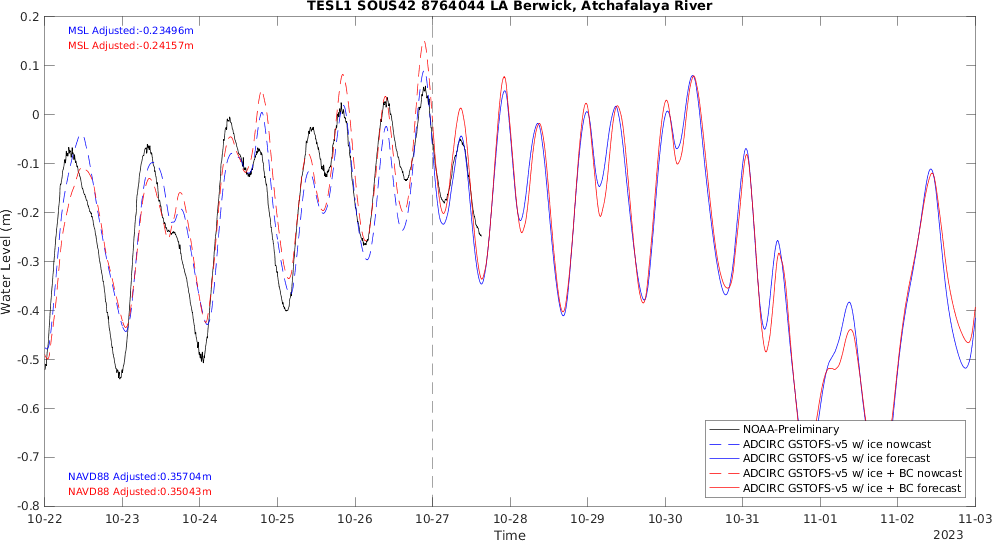 TESL1 SOUS42 8764044 LA Berwick, Atchafalaya River
MSL Adjusted:-0.23496m
MSL Adjusted:-0.24157m
0.2
0.1
0
-0.1
-0.2
-0.3
-0.4
-0.5
-0.6
-0.7
-0.8
Water Level (m)
NAVD88 Adjusted:0.35704m
NAVD88 Adjusted:0.35043m
NOAA-Preliminary
ADCIRC GSTOFS-v5 w/ ice nowcast
ADCIRC GSTOFS-v5 w/ ice forecast
ADCIRC GSTOFS-v5 w/ ice + BC nowcast
ADCIRC GSTOFS-v5 w/ ice + BC forecast
10-22 10-23 10-24 10-25 10-26 10-27 10-28 10-29 10-30 10-31 11-01 11-02 11-03
Time
2023